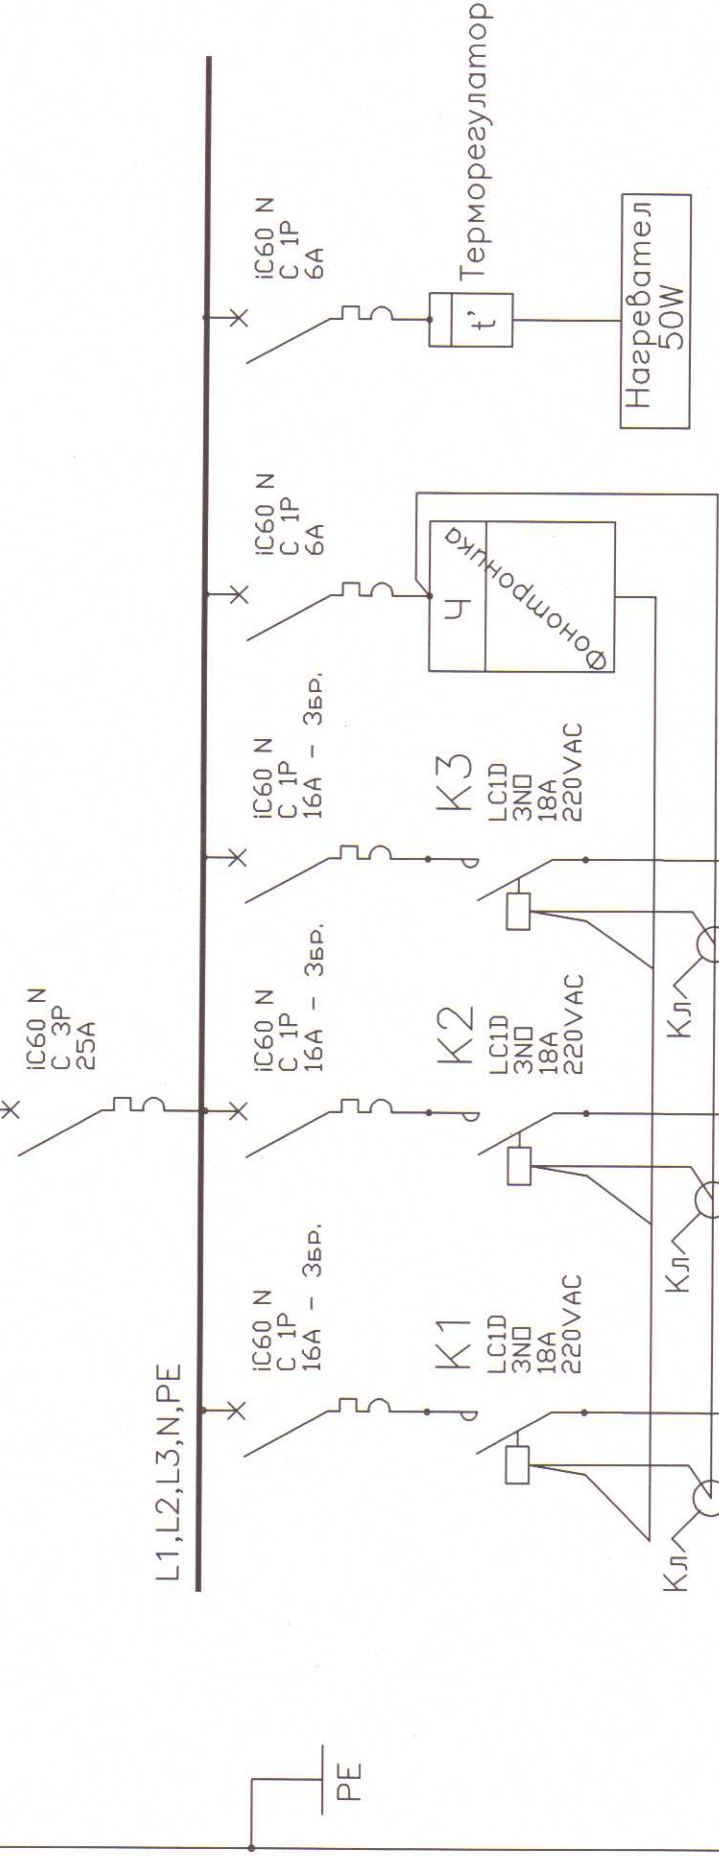 iC60 N
C 3P
25A
L1,L2,L3,N,PE
iC60 N
C 1P
16A - 3БР.
iC60 N
C 1P
16A - 3БР.
iC60 N
C 1P
16A - 3БР.
iC60 N
C 1P
6A
iC60 N
C 1P
6A
PE
K1
LC1D
3NO
18A
220VAC
K2
LC1D
3NO
18A
220VAC
K3
LC1D
3NO
18A
220VAC
Ч
Фонотроника
t'
Терморегулатор
Нагревател
50W
Кл
Кл
Кл